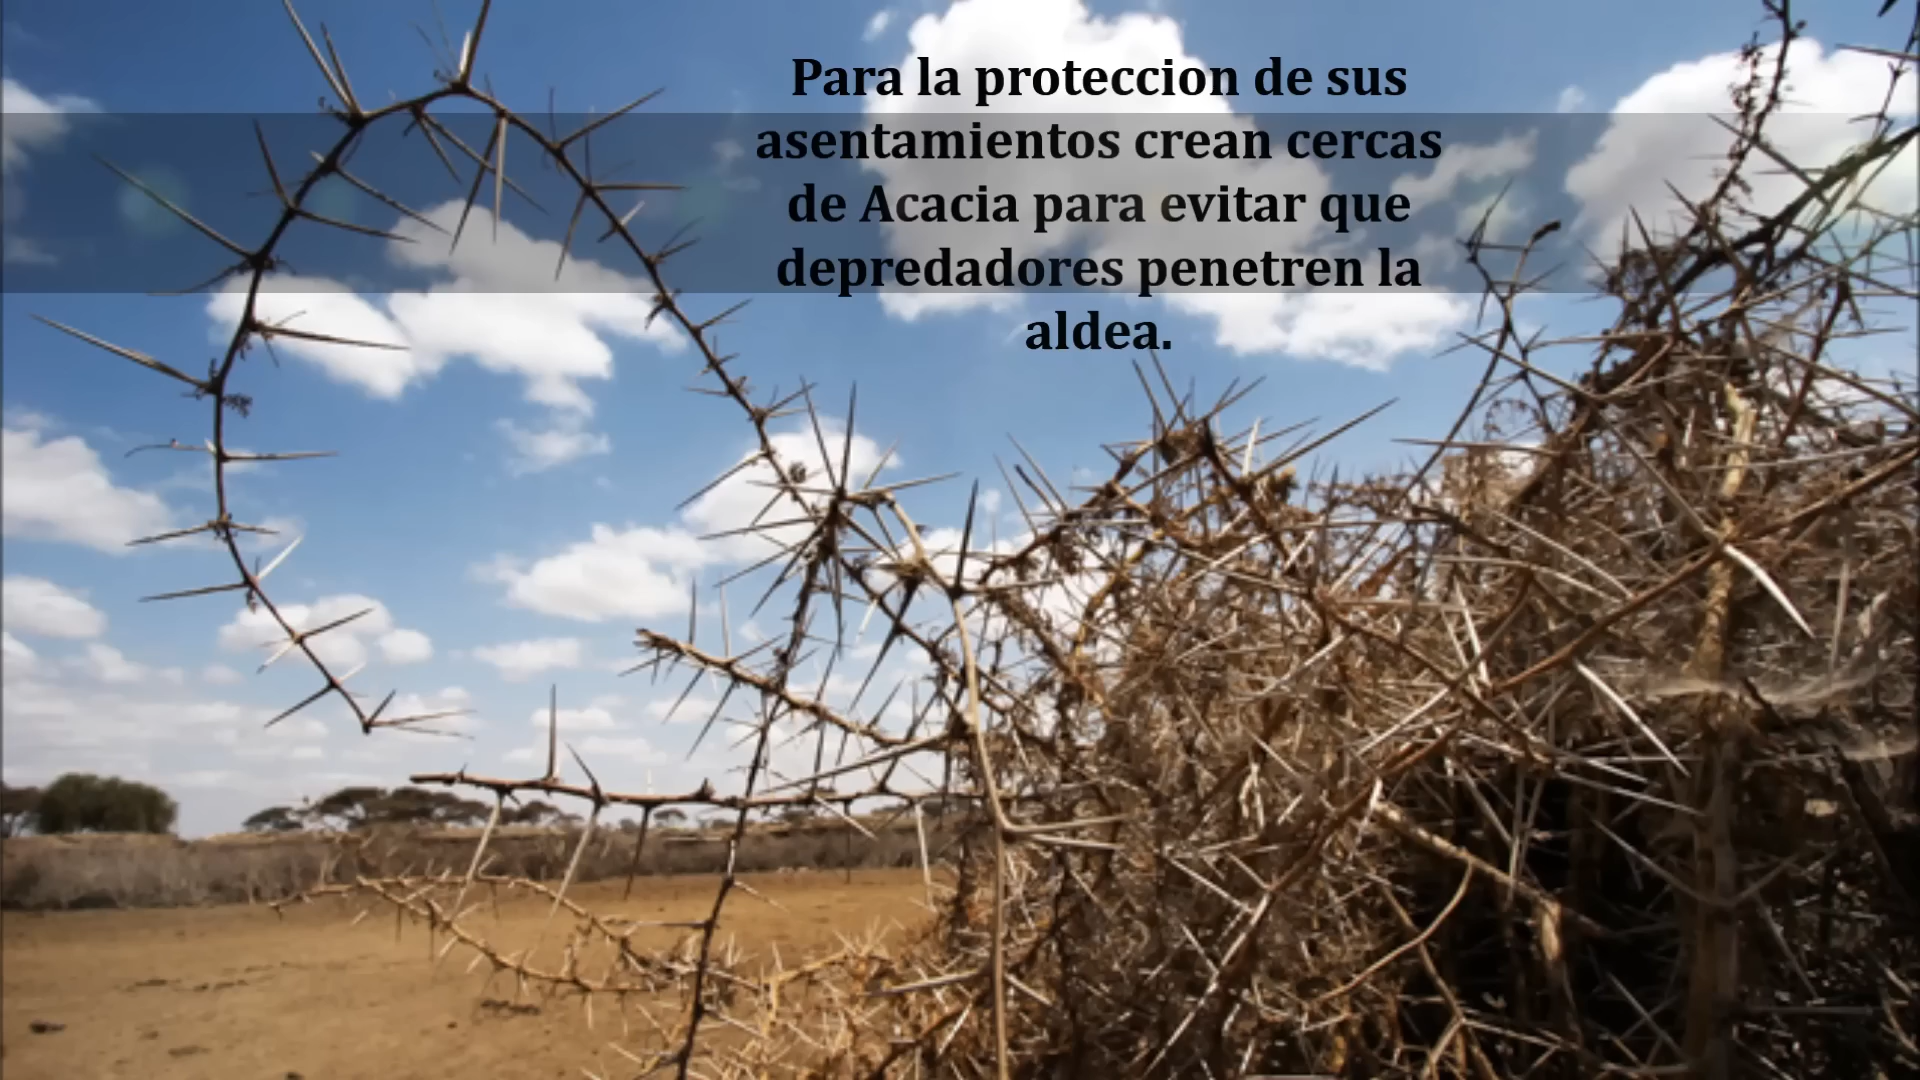 Para la proteccion de sus
asentamientos crean cercas
de Acacia para evitar que
depredadores penetren la
aldea.